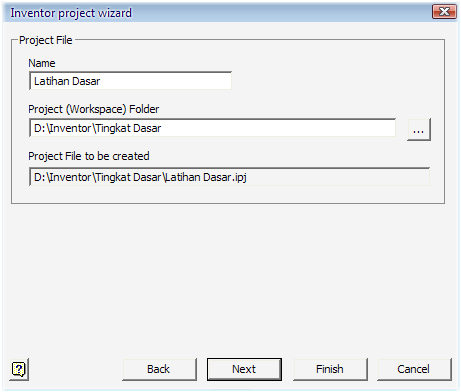 Inventor project wizard
Project File
Name
Latihan Dasar
Project (Workspace) Folder
D:\Inventor\Tingkat Dasar
...
Project File to be created
D:\Inventor\Tingkat Dasar\Latihan Dasar.ipj
?
Back
Next
Finish
Cancel